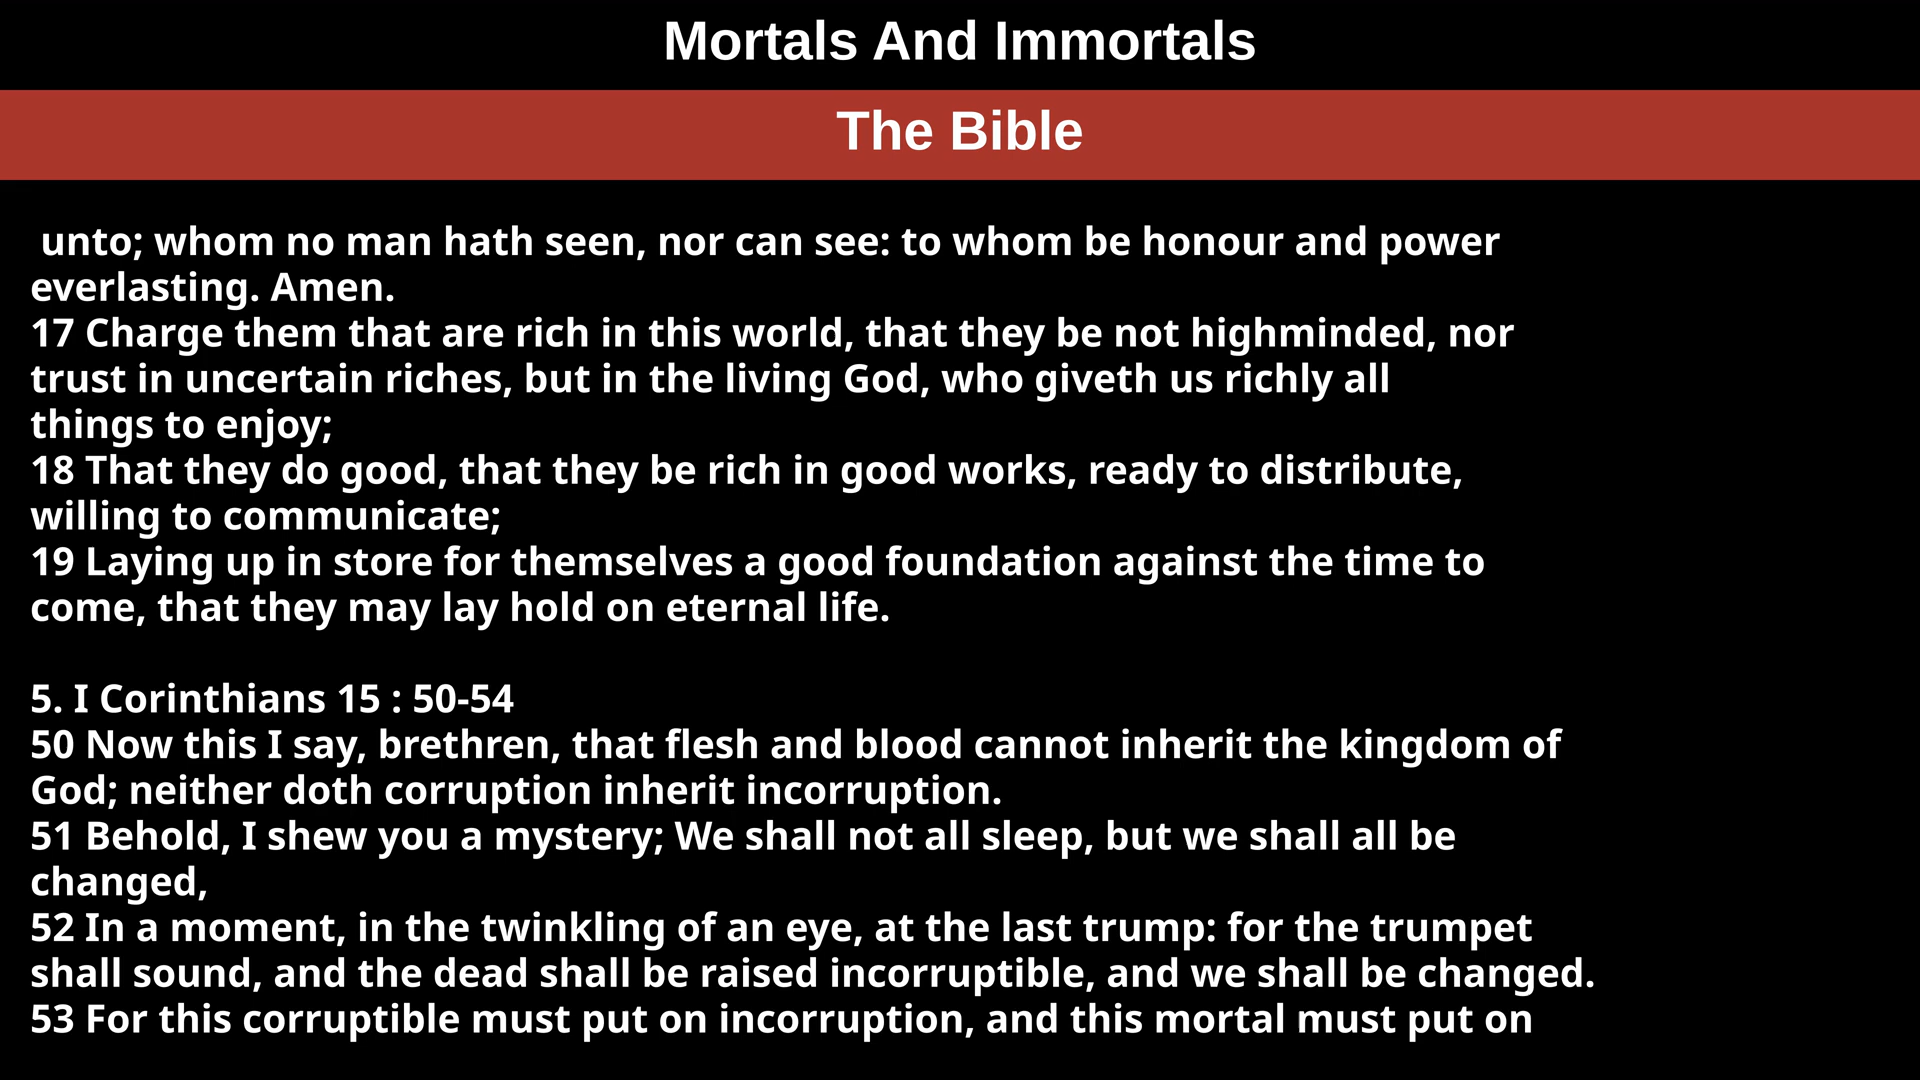 Mortals And Immortals
The Bible
unto; whom no man hath seen, nor can see: to whom be honour and power
everlasting. Amen.
17 Charge them that are rich in this world, that they be not highminded, nor
trust in uncertain riches, but in the living God, who giveth us richly all
things to enjoy;
18 That they do good, that they be rich in good works, ready to distribute,
willing to communicate;
19 Laying up in store for themselves a good foundation against the time to
come, that they may lay hold on eternal life.
5. I Corinthians 15 : 50-54
50 Now this I say, brethren, that flesh and blood cannot inherit the kingdom of
God; neither doth corruption inherit incorruption.
51 Behold, I shew you a mystery; We shall not all sleep, but we shall all be
changed,
52 In a moment, in the twinkling of an eye, at the last trump: for the trumpet
shall sound, and the dead shall be raised incorruptible, and we shall be changed.
53 For this corruptible must put on incorruption, and this mortal must put on